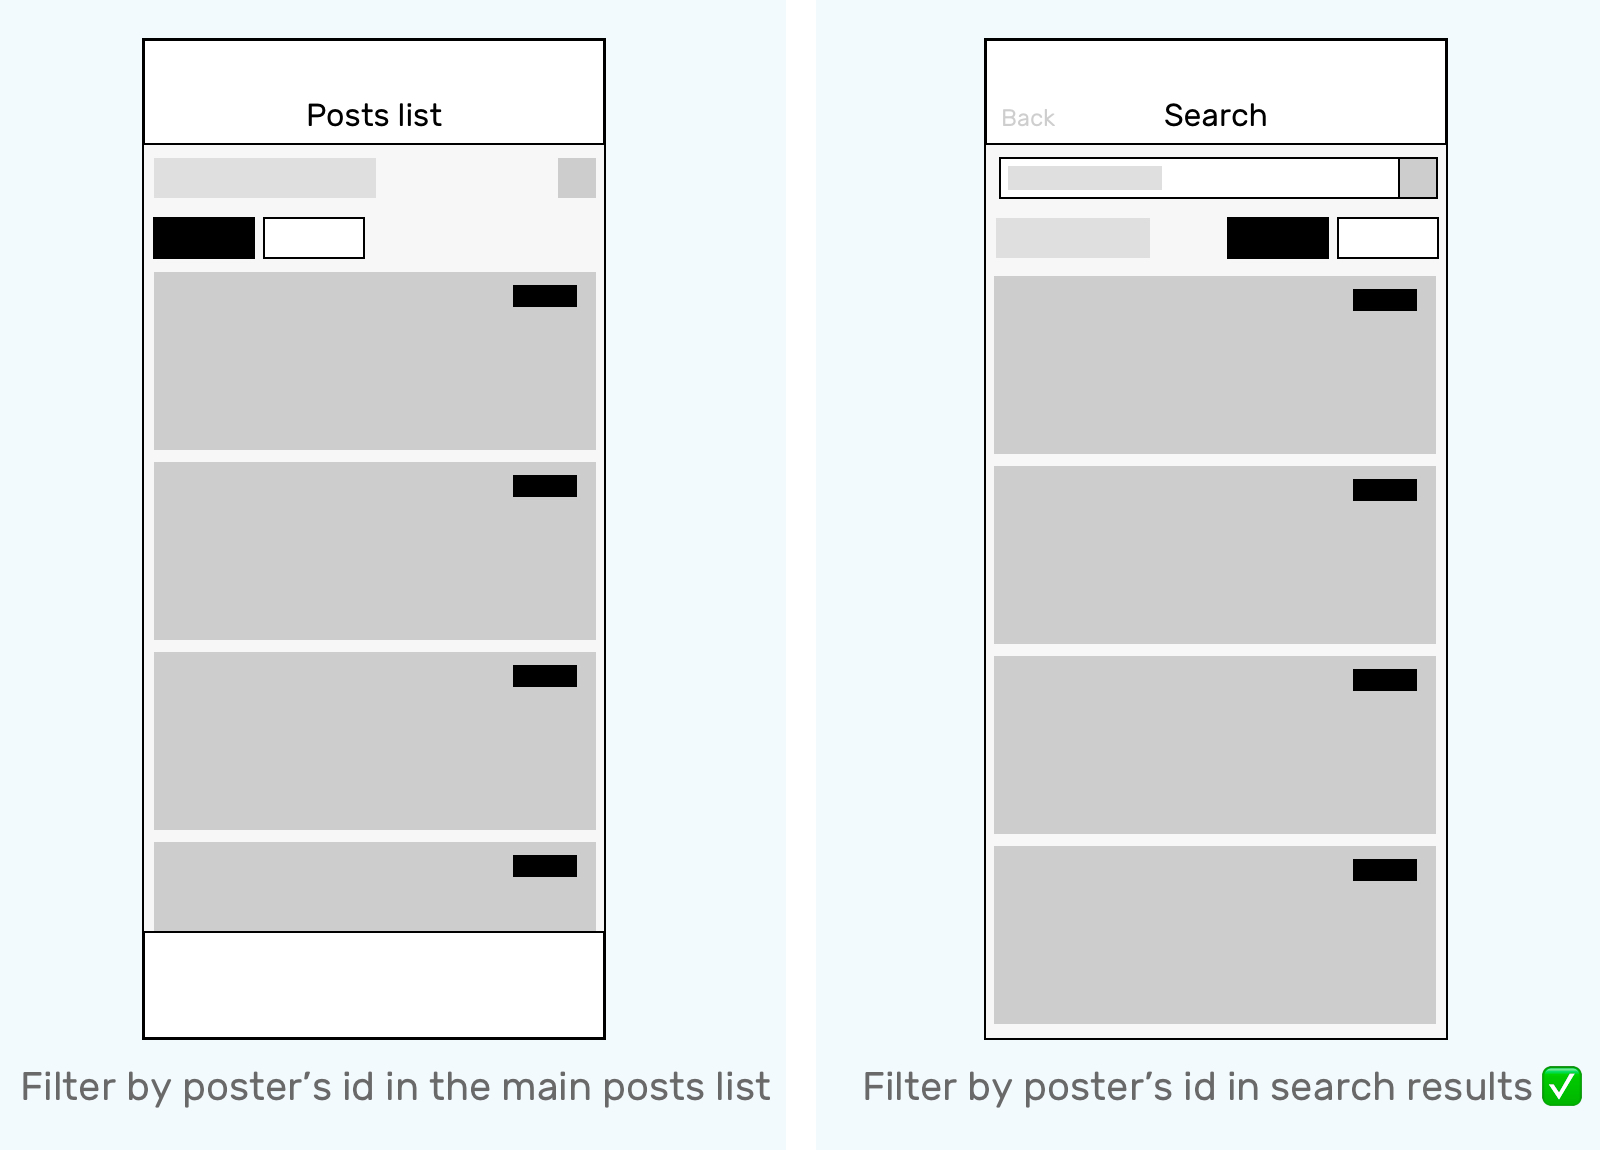 Posts list
Back
Search
Filter by poster’s id in the main posts list
Filter by poster’s id in search results ✅